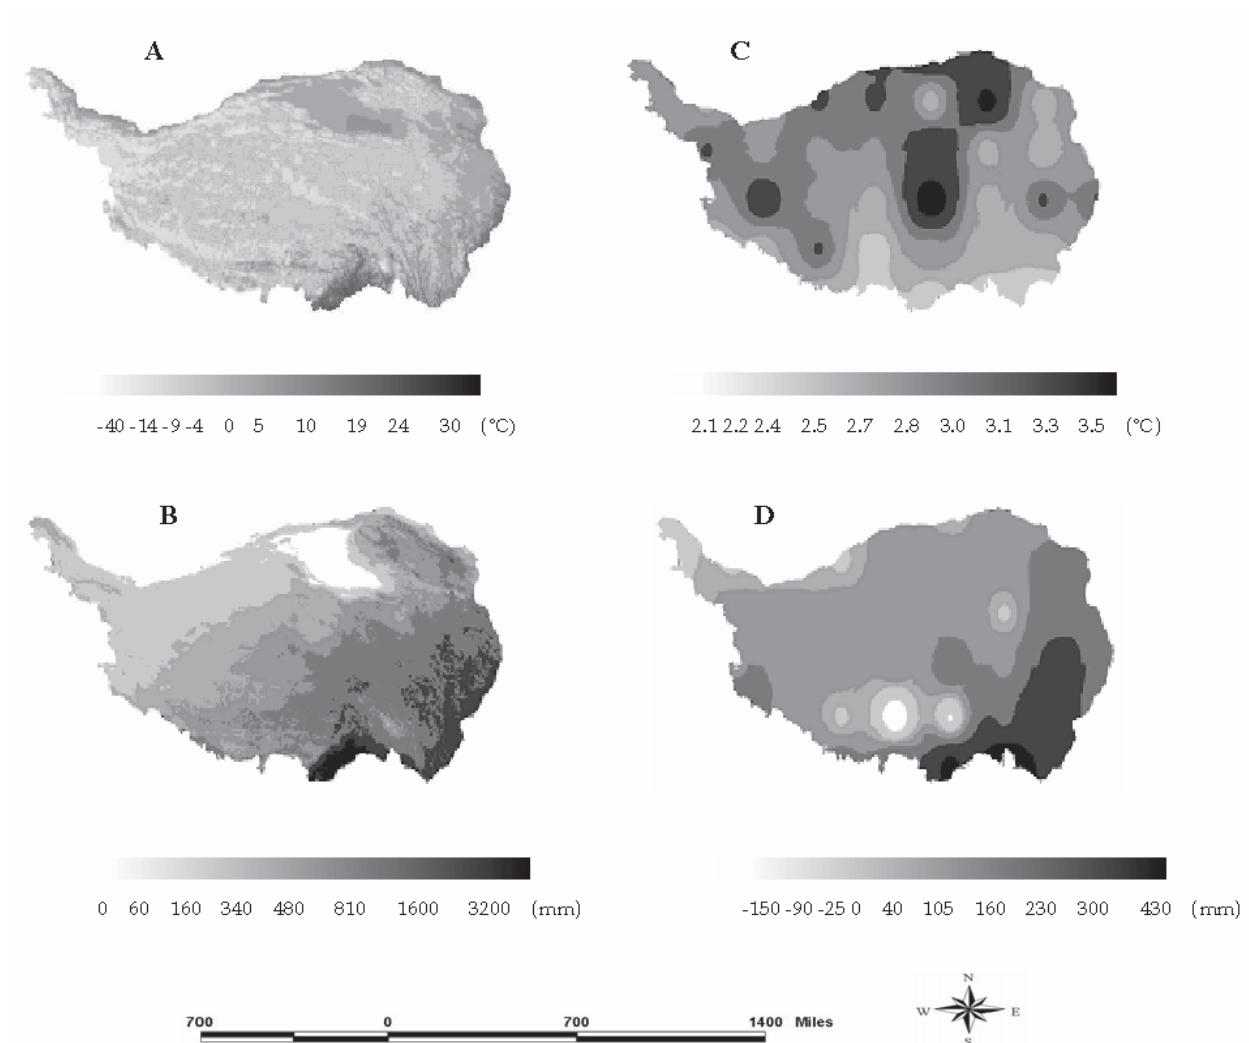 A
C
-40 -14 -9 -4 0 5 10 19 24 30 (°C)
2.1 2.2 2.4 2.5 2.7 2.8 3.0 3.1 3.3 3.5 (°C)
B
D
0 60 160 340 480 810 1600 3200 (mm)
-150 -90 -25 0 40 105 160 230 300 430 (mm)
700 0 700 1400 Miles
N
W E
S